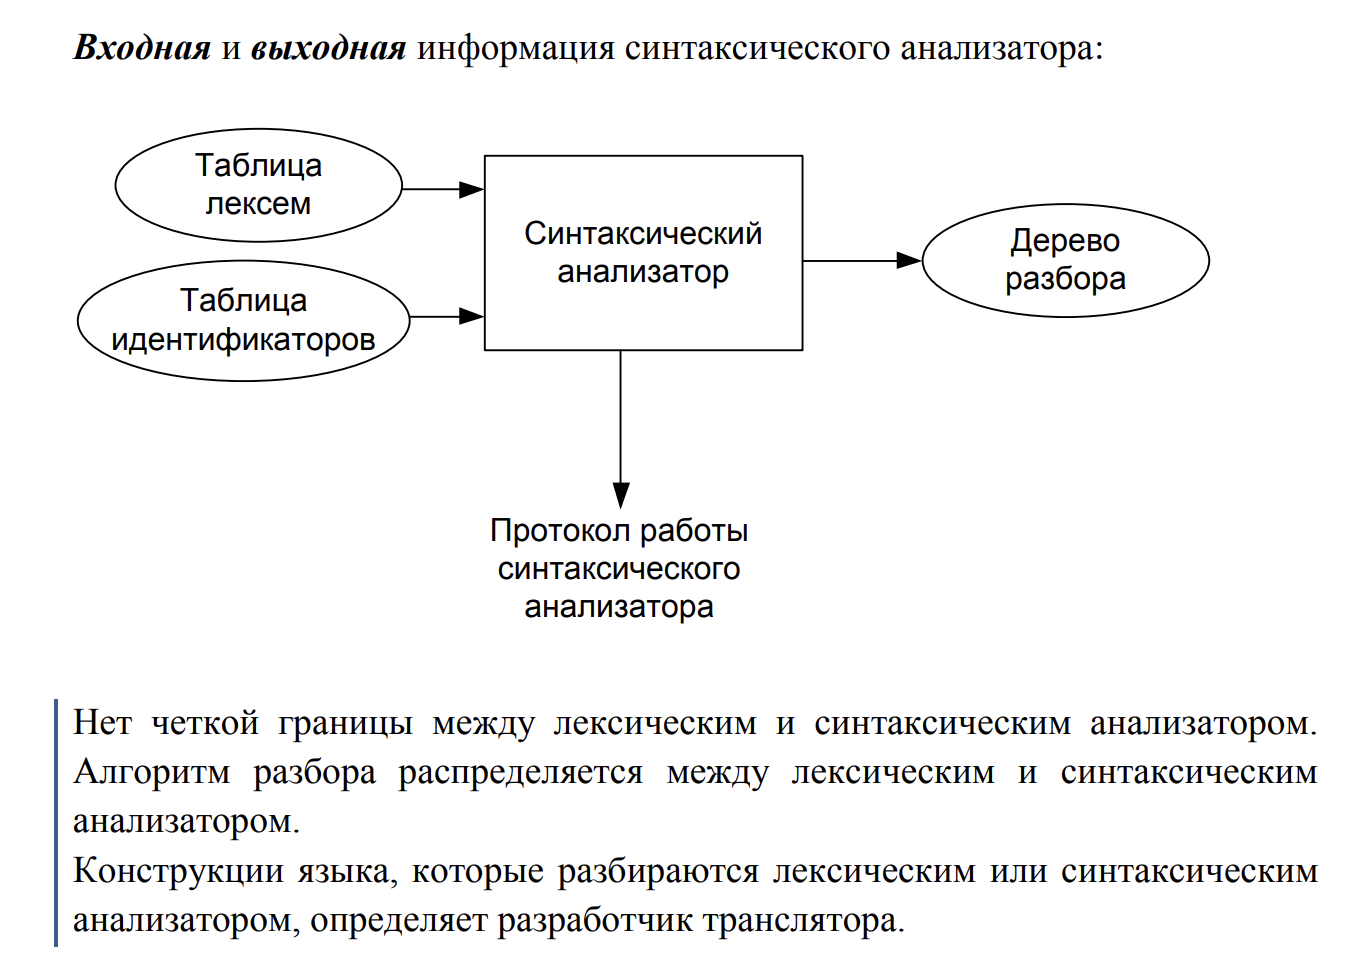 Входная и выходная информация синтаксического анализатора:
Таблица
лексем
Таблица
идентификаторов
Синтаксический
анализатор
Дерево
разбора
Протокол работы
синтаксического
анализатора
Нет четкой границы между лексическим и синтаксическим анализатором.
Алгоритм разбора распределяется между лексическим и синтаксическим
анализатором.
Конструкции языка, которые разбираются лексическим или синтаксическим
анализатором, определяет разработчик транслятора.